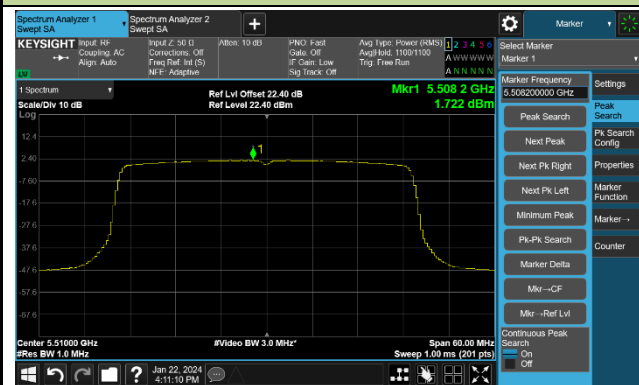 Spectrum Analyzer 1
Swept SA
Spectrum Analyzer 2
Swept SA
+
Marker
KEYSIGHT
Input: RF
Coupling: AC
Align: Auto
Input Z: 50 Ω
Corrections: Off
Freq Ref: Int (S)
NFE: Adaptive
Atten: 10 dB
PNO: Fast
Gate: Off
IF Gain: Low
Sig Track: Off
Avg Type: Power (RMS)
Avg|Hold: 1100/1100
Trig: Free Run
1 2 3 4 5 6
A W W W W W
A N N N N N
LXI
Select Marker
Marker 1
1 Spectrum
Scale/Div 10 dB
Log
Ref Lvl Offset 22.40 dB
Ref Level 22.40 dBm
Mkr1 5.508 2 GHz
1.722 dBm
12.4
2.40
-7.60
-17.6
-27.6
-37.6
-47.6
-57.6
-67.6
1
Center 5.51000 GHz
#Res BW 1.0 MHz
#Video BW 3.0 MHz*
Span 60.00 MHz
Sweep 1.00 ms (201 pts)
Marker Frequency
5.508200000 GHz
Peak Search
Next Peak
Next Pk Right
Next Pk Left
Minimum Peak
Pk-Pk Search
Marker Delta
Mkr→CF
Mkr→Ref Lvl
Continuous Peak
Search
On
Off
Settings
Peak
Search
Pk Search
Config
Properties
Marker
Function
Marker→
Counter
?
Jan 22, 2024
4:11:10 PM